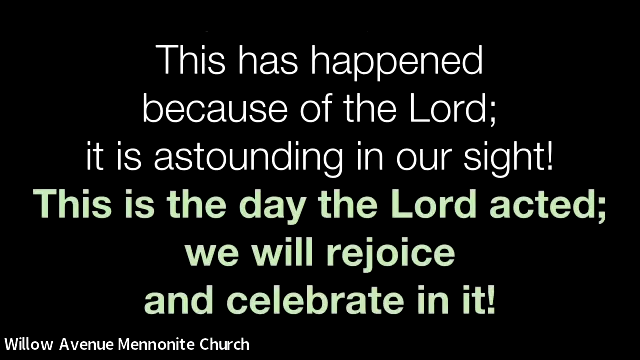 This has happened
because of the Lord;
it is astounding in our sight!
This is the day the Lord acted;
we will rejoice
and celebrate in it!
Willow Avenue Mennonite Church